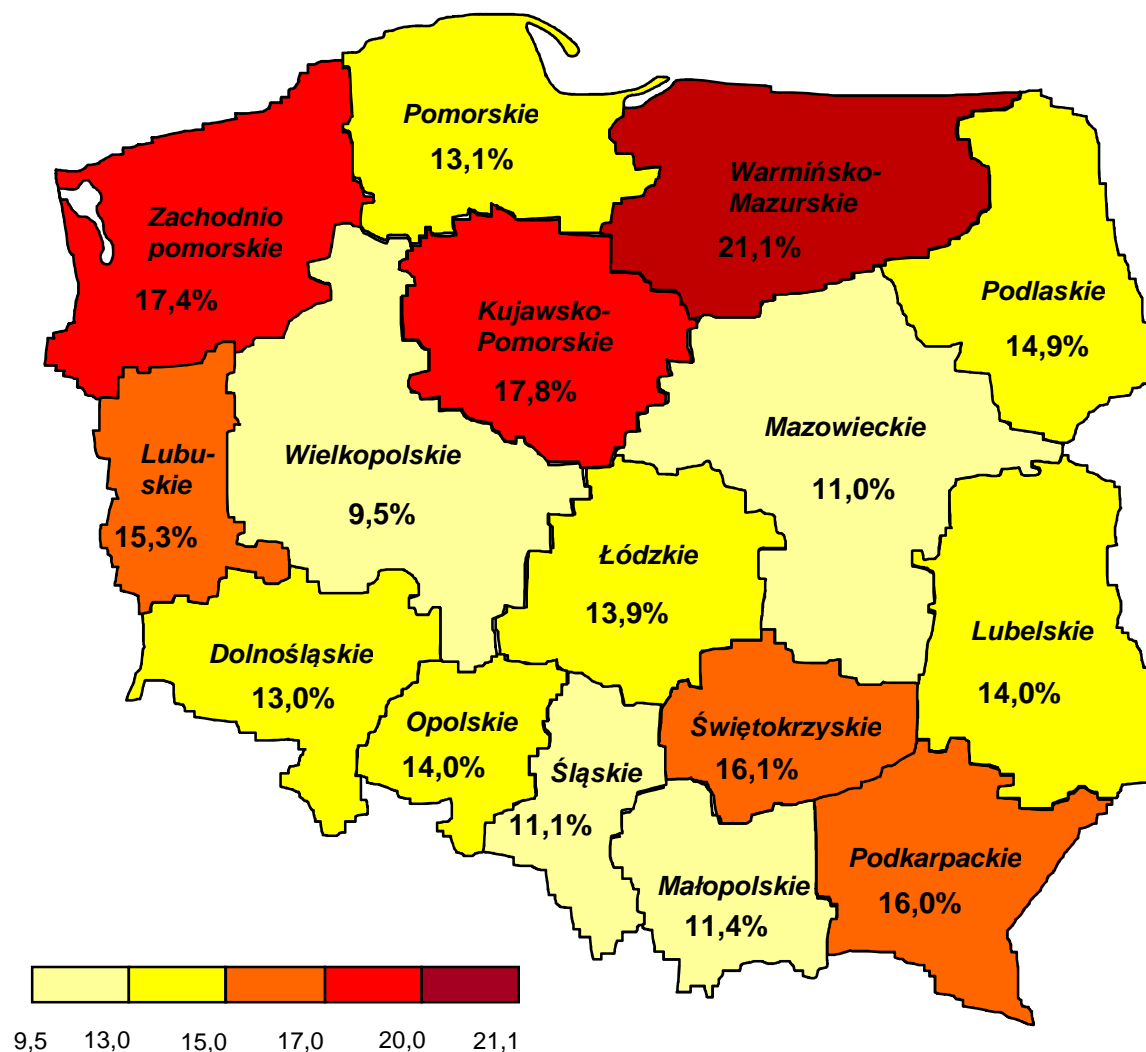 Pomorskie
13,1%
Warmińsko-
Mazurskie
21,1%
Zachodnio
pomorskie
17,4%
Podlaskie
14,9%
Kujawsko-
Pomorskie
17,8%
Mazowieckie
11,0%
Lubu-
skie
15,3%
Wielkopolskie
9,5%
Łódzkie
13,9%
Lubelskie
14,0%
Dolnośląskie
13,0%
Opolskie
14,0%
Śląskie
11,1%
Świętokrzyskie
16,1%
Małopolskie
11,4%
Podkarpackie
16,0%
9,5 13,0 15,0 17,0 20,0 21,1